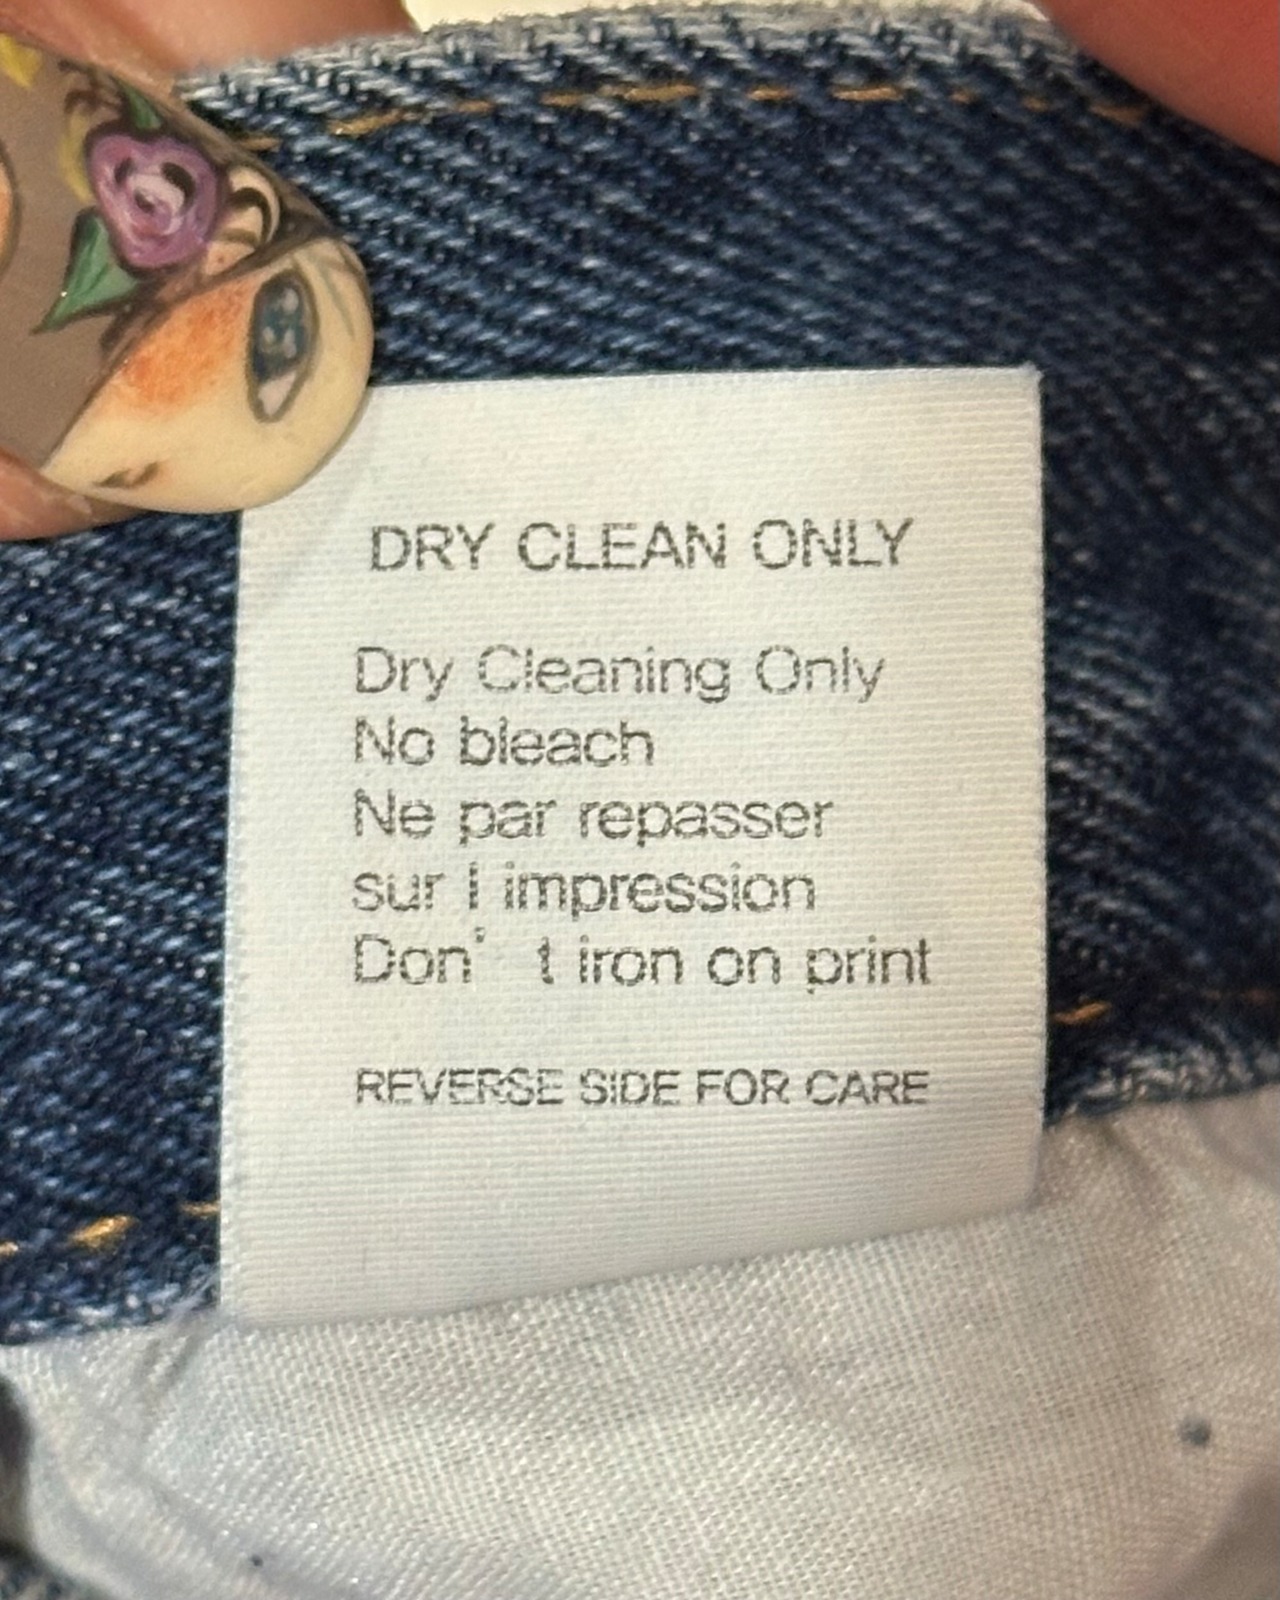 DRY CLEAN ONLY
Dry Cleaning Only
No bleach
Ne par repasser
sur l impression
Don' t iron on print
REVERSE SIDE FOR CARE